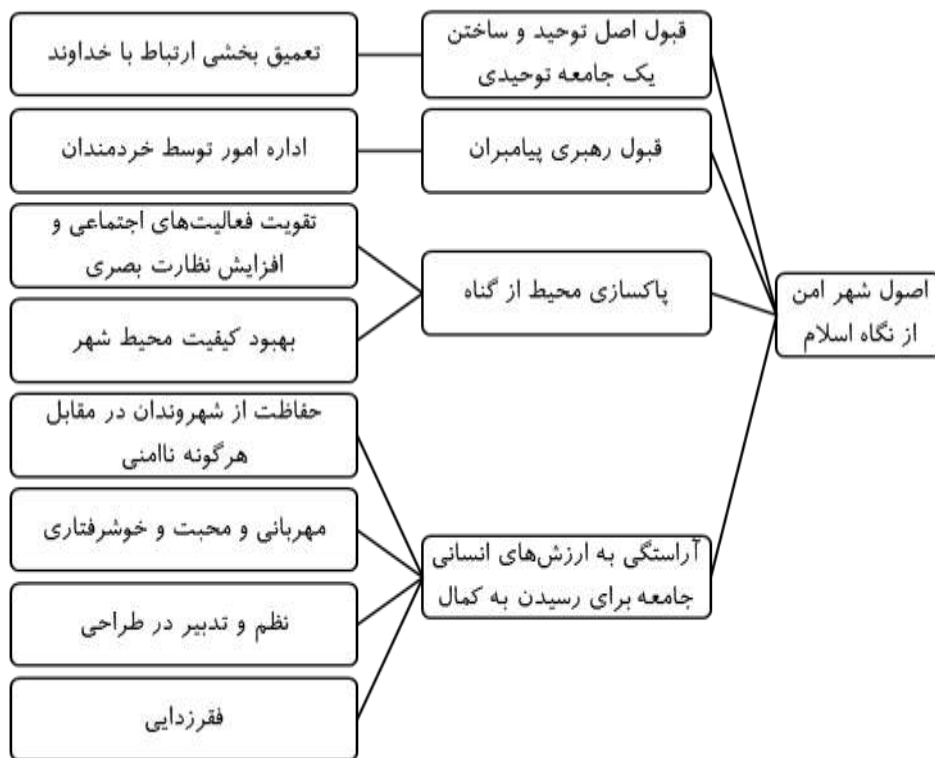 اصول شهر امن
از نگاه اسلام
قبول اصل توحید و ساختن
یک جامعه توحیدی
تعمیق بخشی ارتباط با خداوند
قبول رهبری پیامبران
اداره امور توسط خردمندان
پاکسازی محیط از گناه
تقویت فعالیت‌های اجتماعی و
افزایش نظارت بصری
بهبود کیفیت محیط شهر
آراستگی به ارزش‌های انسانی
جامعه برای رسیدن به کمال
حفاظت از شهروندان در مقابل
هرگونه ناامنی
مهربانی و محبت و خوشرفتاری
نظم و تدبیر در طراحی
فقرزدایی